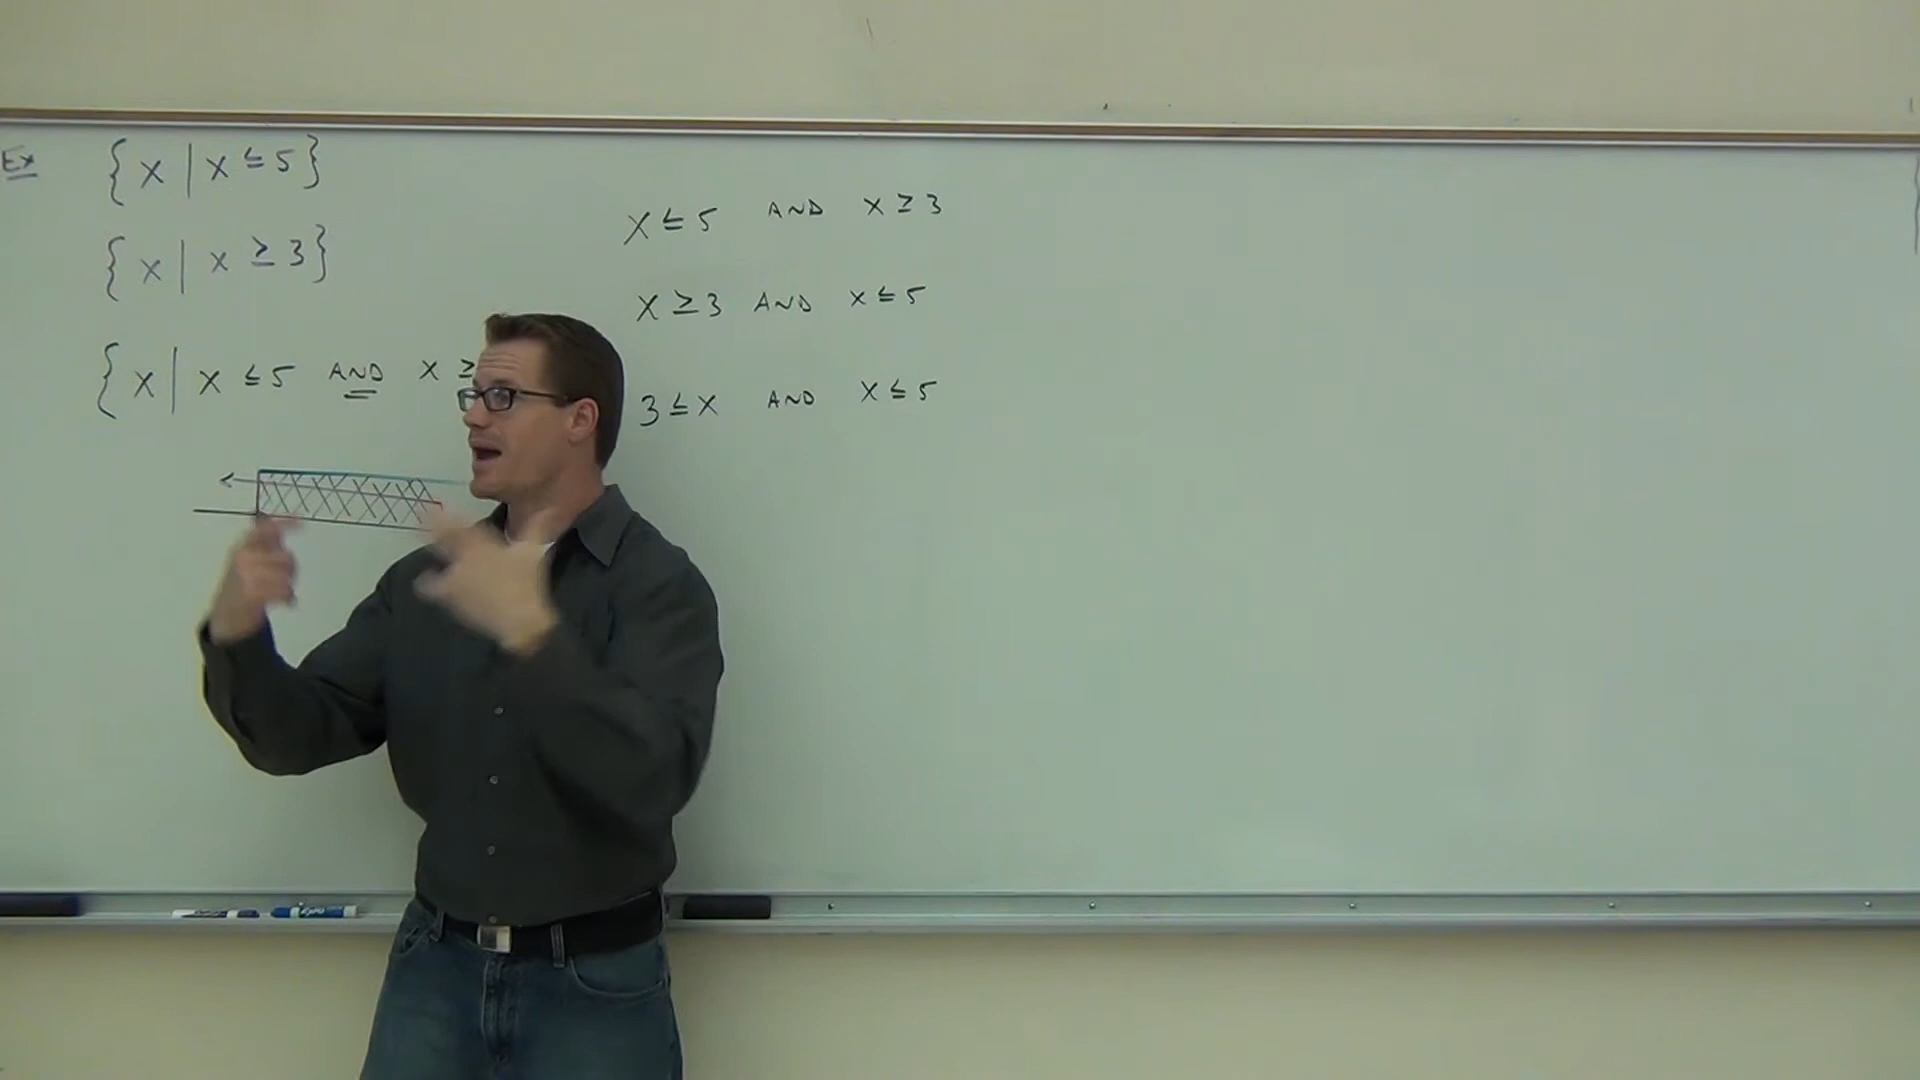 Ex {x | x ≤ 5}
{x | x ≥ 3}
{x | x ≤ 5 AND x ≥
x ≤ 5 AND x ≥ 3
x ≥ 3 AND x ≤ 5
3 ≤ x AND x ≤ 5